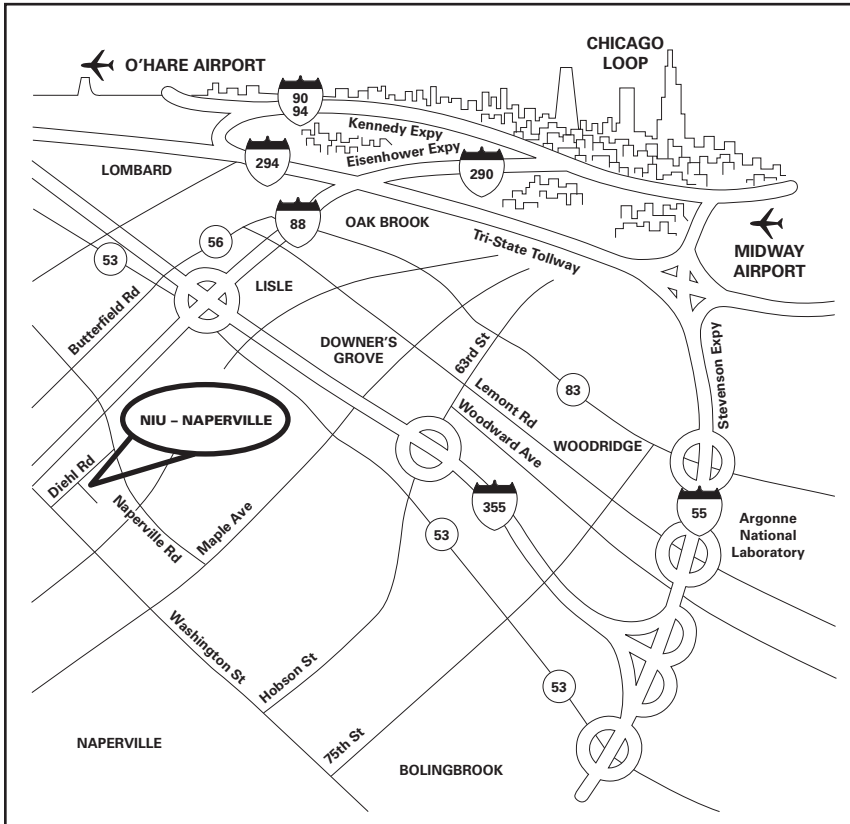 CHICAGO
LOOP
O'HARE AIRPORT
90
94
Kennedy Expy
Eisenhower Expy
294
290
LOMBARD
88
OAK BROOK
56
53
Tri-State Tollway
MIDWAY
AIRPORT
LISLE
Butterfield Rd
DOWNER'S
GROVE
63rd St
Stevenson Expy
83
Lemont Rd
Woodward Ave
WOODRIDGE
NIU – NAPERVILLE
Diehl Rd
Naperville Rd
Maple Ave
355
55
53
Argonne
National
Laboratory
Washington St
Hobson St
53
75th St
NAPERVILLE
BOLINGBROOK